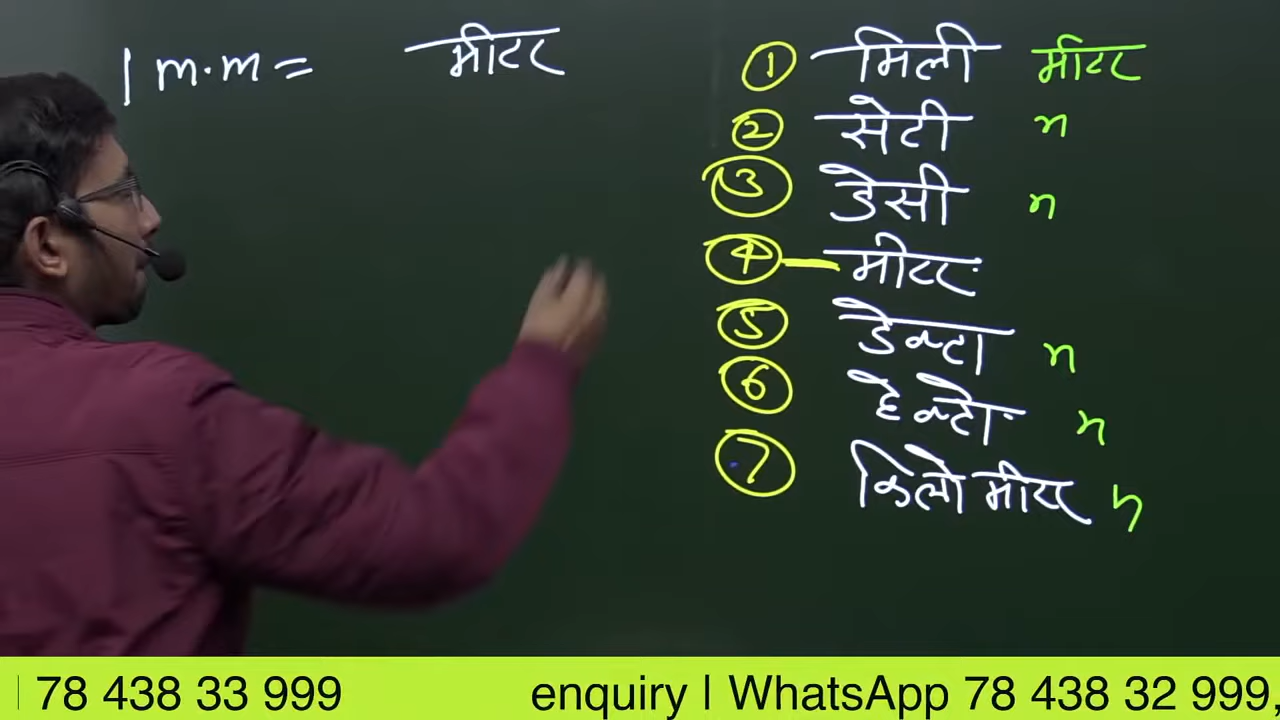 1 m.m = मीटर
① मिली मीटर
② सेटी "
③ डेसी "
④ – मीटर
⑤ डेक्टा "
⑥ हेक्टो "
⑦ किलो मीटर "
78 438 33 999 enquiry | WhatsApp 78 438 32 999,